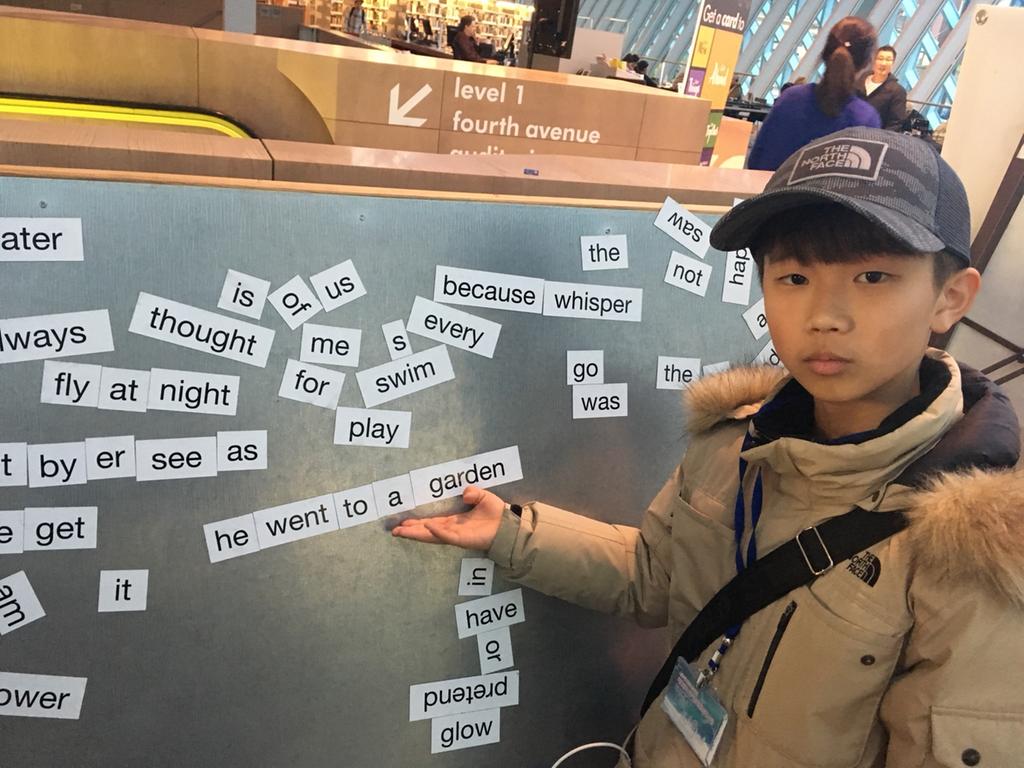 Get a card to
level 1
fourth avenue
THE
NORTH
FACE
ater
the
saw
not
is
of
us
because whisper
lways
thought
me
s
every
for
swim
go
was
the
fly at night
play
t by er see as
he went to a garden
e get
in
it
am
have
or
pretend
glow
ower
THE
NORTH
FACE